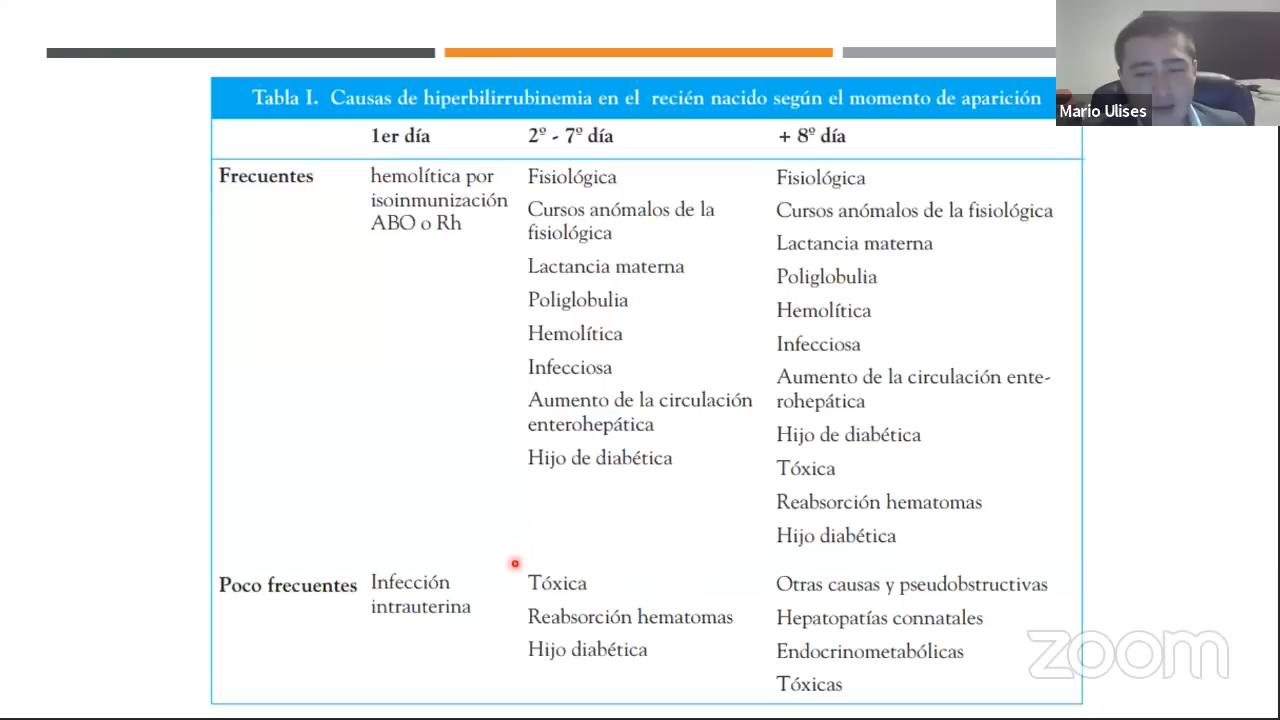 Mario Ulises
Tabla I. Causas de hiperbilirrubinemia en el recién nacido según el momento de aparición
1er día
2º - 7º día
+ 8º día
Frecuentes
hemolítica por
isoinmunización
ABO o Rh
Fisiológica
Cursos anómalos de la
fisiológica
Lactancia materna
Poliglobulia
Hemolítica
Infecciosa
Aumento de la circulación
enterohepática
Hijo de diabética
Fisiológica
Cursos anómalos de la fisiológica
Lactancia materna
Poliglobulia
Hemolítica
Infecciosa
Aumento de la circulación ente-
rohepática
Hijo de diabética
Tóxica
Reabsorción hematomas
Hijo diabética
Poco frecuentes
Infección
intrauterina
Tóxica
Reabsorción hematomas
Hijo diabética
Otras causas y pseudobstructivas
Hepatopatías connatales
Endocrinometabólicas
Tóxicas
zoom